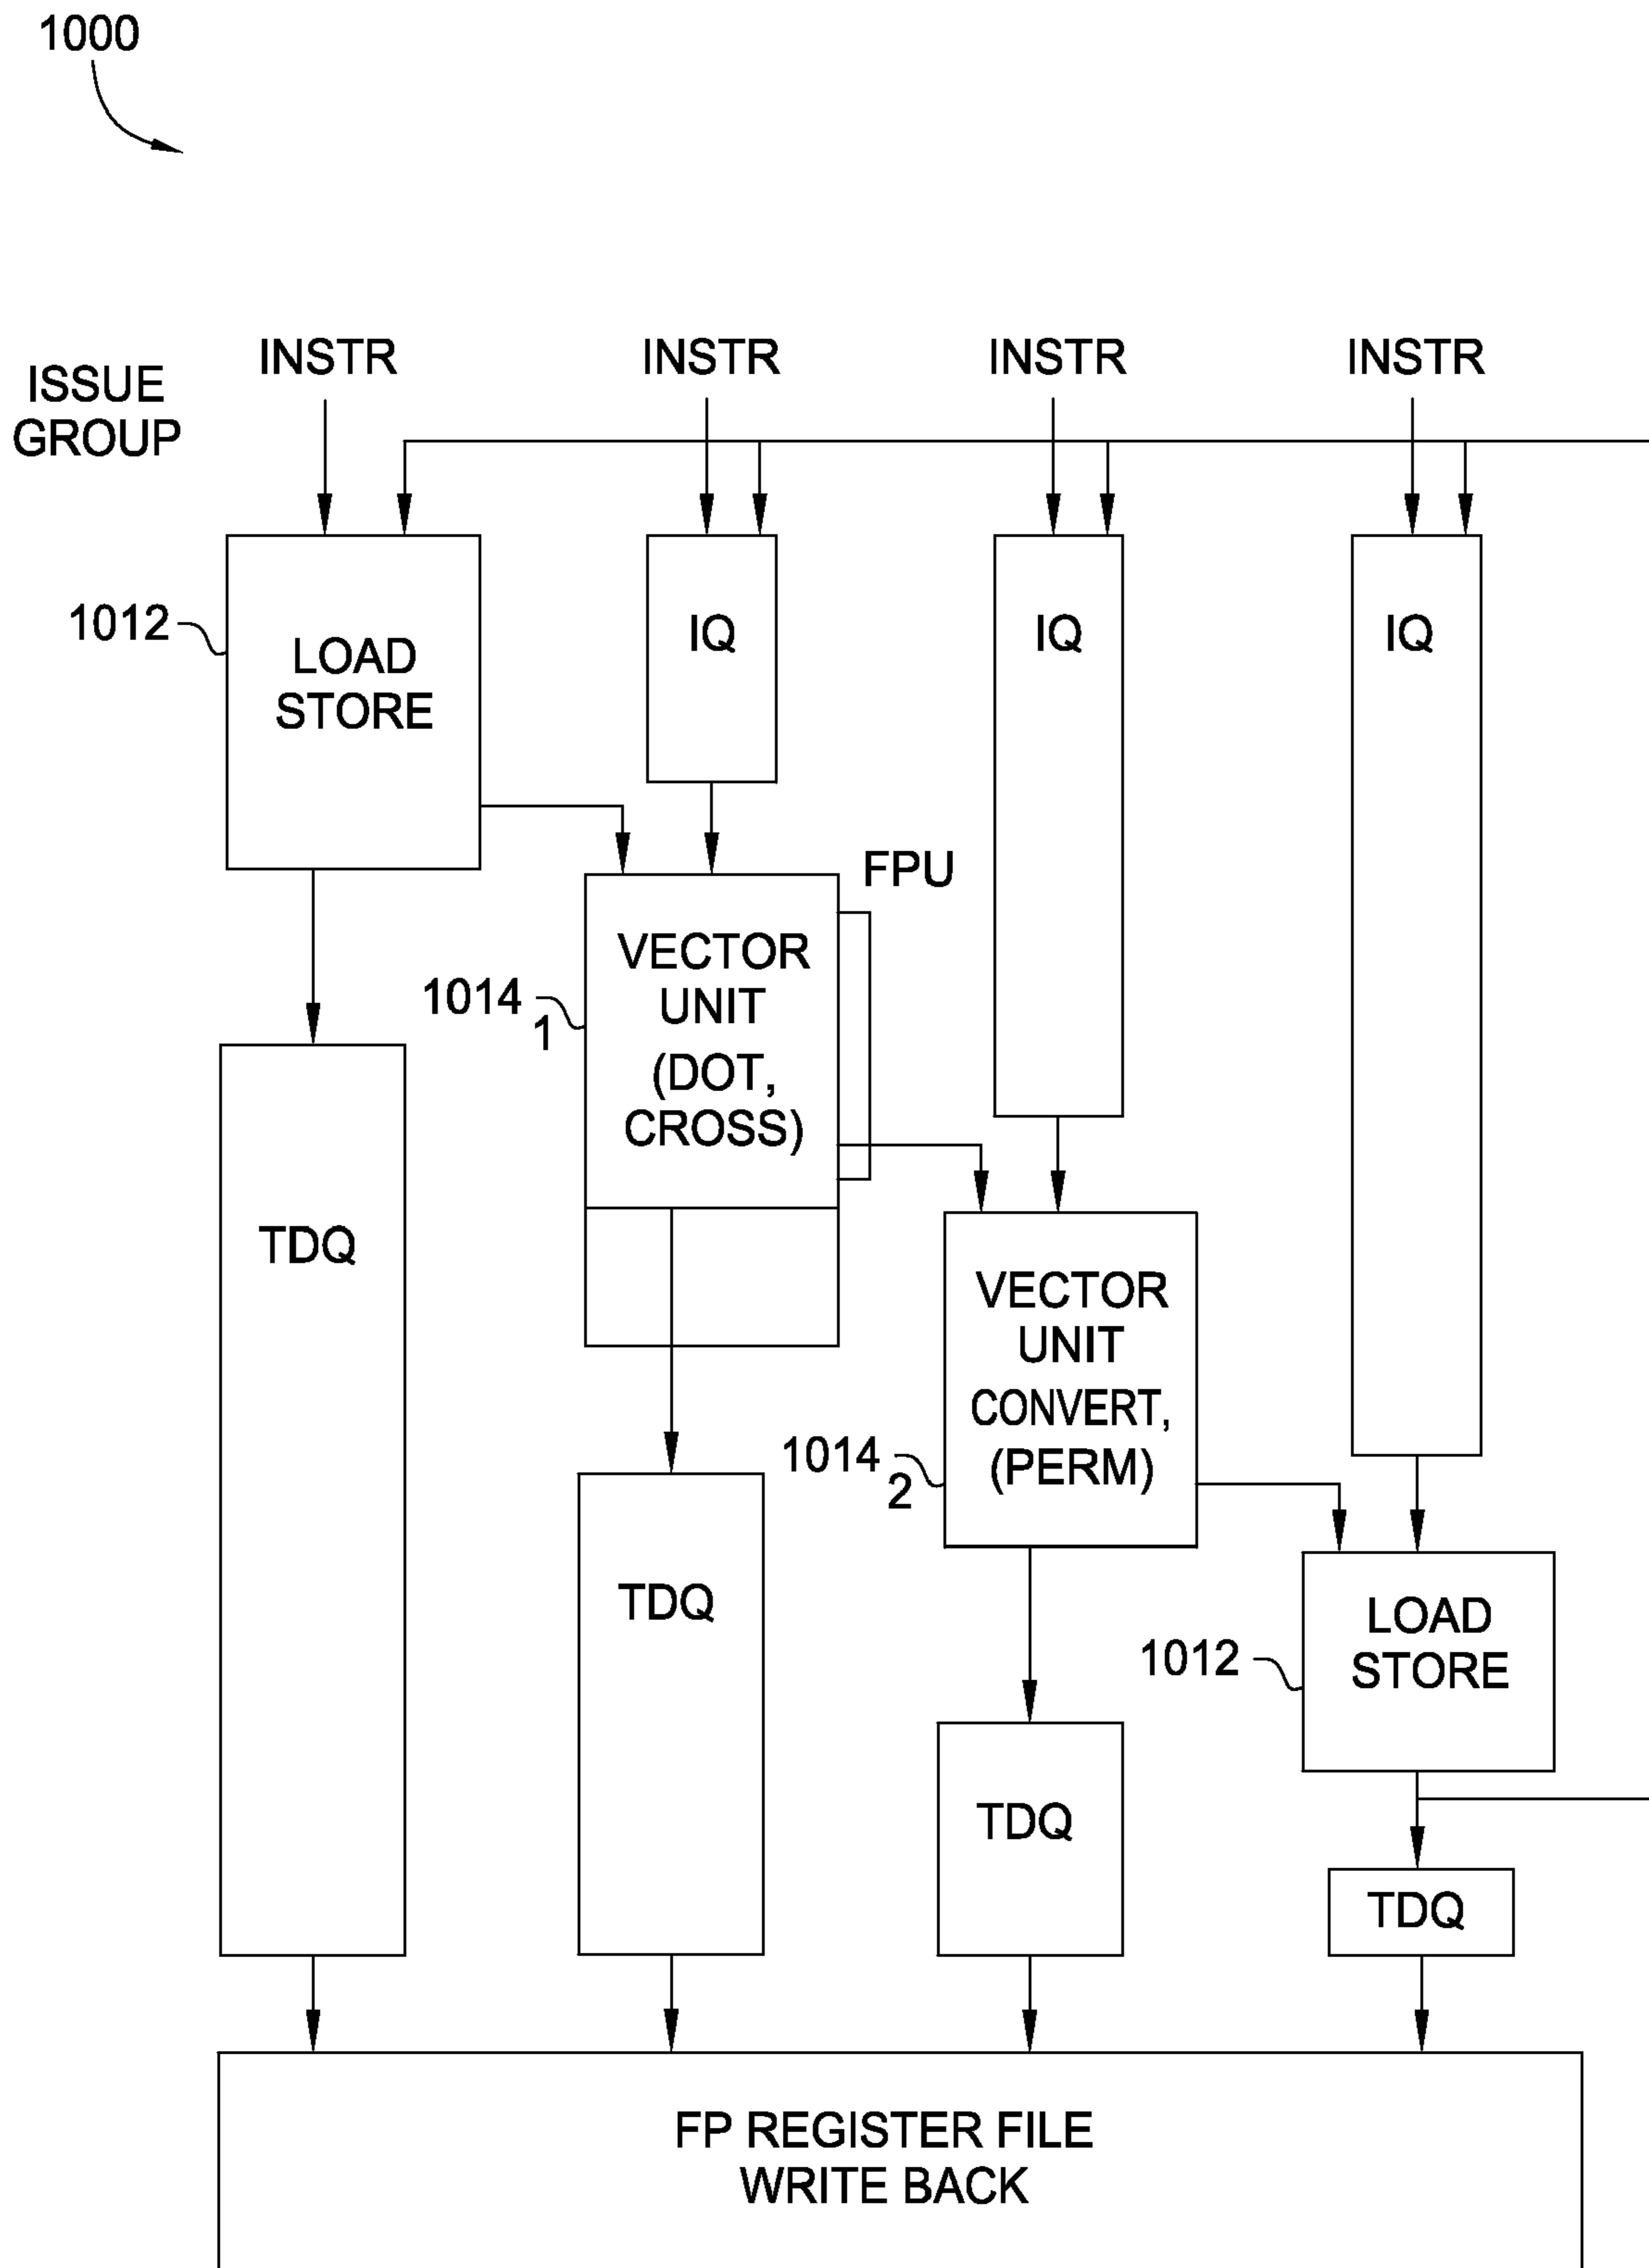 1000
INSTR INSTR INSTR INSTR
ISSUE
GROUP
1012
LOAD
STORE
IQ IQ IQ
FPU
1014
1
VECTOR
UNIT
(DOT,
CROSS)
TDQ
VECTOR
UNIT
CONVERT,
(PERM)
1014
2
TDQ
LOAD
STORE
1012
TDQ
TDQ
FP REGISTER FILE
WRITE BACK